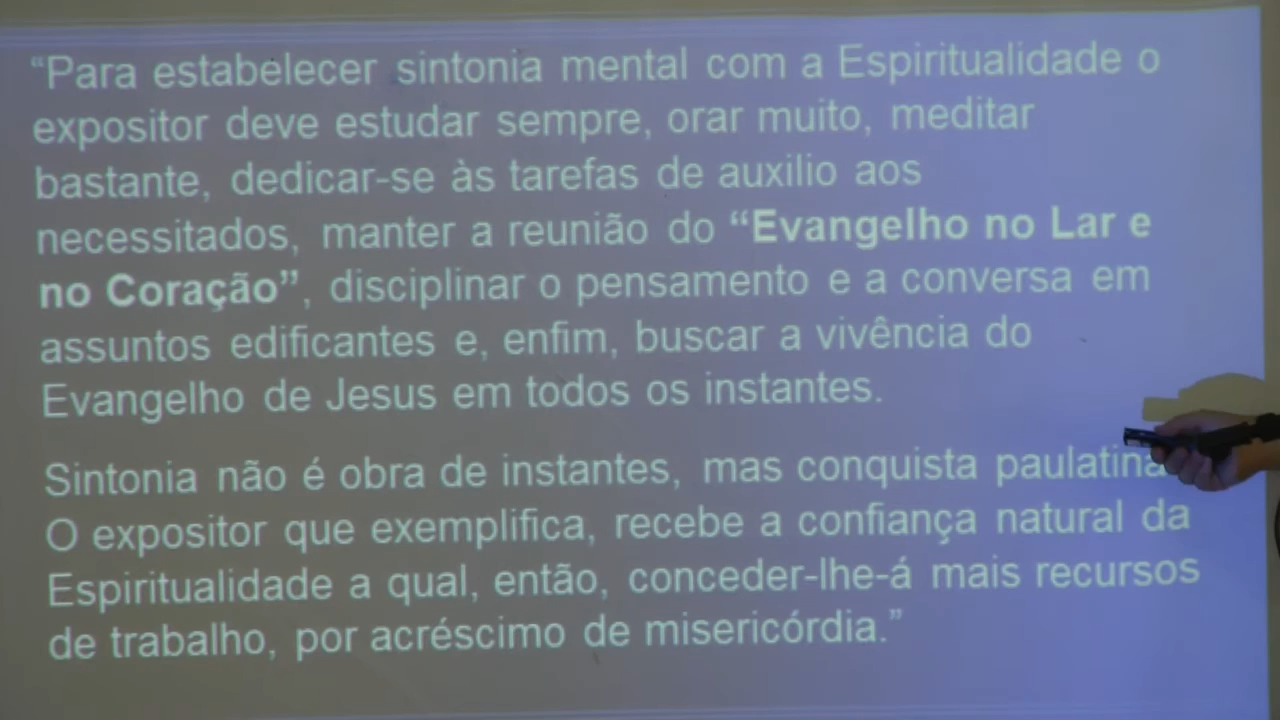 “Para estabelecer sintonia mental com a Espiritualidade o
expositor deve estudar sempre, orar muito, meditar
bastante, dedicar-se às tarefas de auxilio aos
necessitados, manter a reunião do “Evangelho no Lar e
no Coração”, disciplinar o pensamento e a conversa em
assuntos edificantes e, enfim, buscar a vivência do
Evangelho de Jesus em todos os instantes.
Sintonia não é obra de instantes, mas conquista paulatina
O expositor que exemplifica, recebe a confiança natural da
Espiritualidade a qual, então, conceder-lhe-á mais recursos
de trabalho, por acréscimo de misericórdia.”